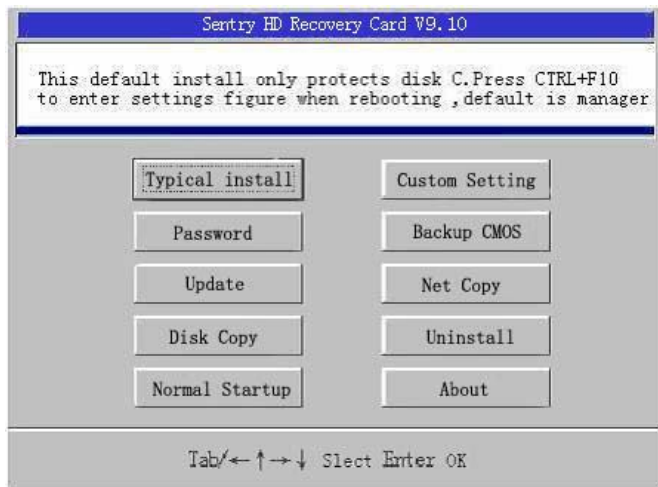 Sentry HD Recovery Card V9.10
This default install only protects disk C.Press CTRL+F10
to enter settings figure when rebooting ,default is manager
Typical install
Custom Setting
Password
Backup CMOS
Update
Net Copy
Disk Copy
Uninstall
Normal Startup
About
Tab/←↑→↓ Slect Enter OK